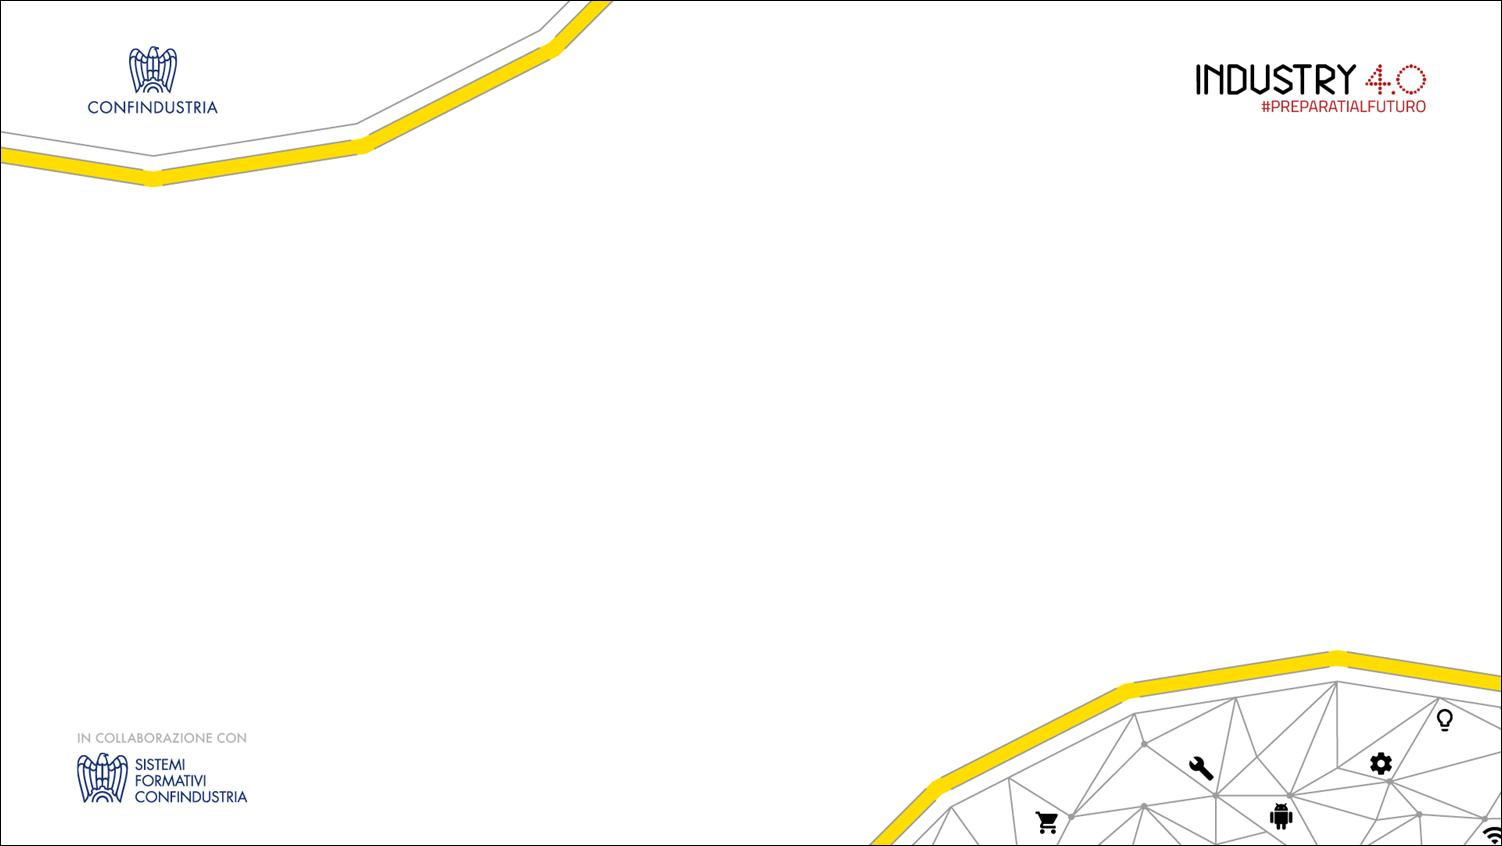 CONFINDUSTRIA
INDUSTRY 4.0
#PREPARATIALFUTURO
IN COLLABORAZIONE CON
SISTEMI
FORMATIVI
CONFINDUSTRIA